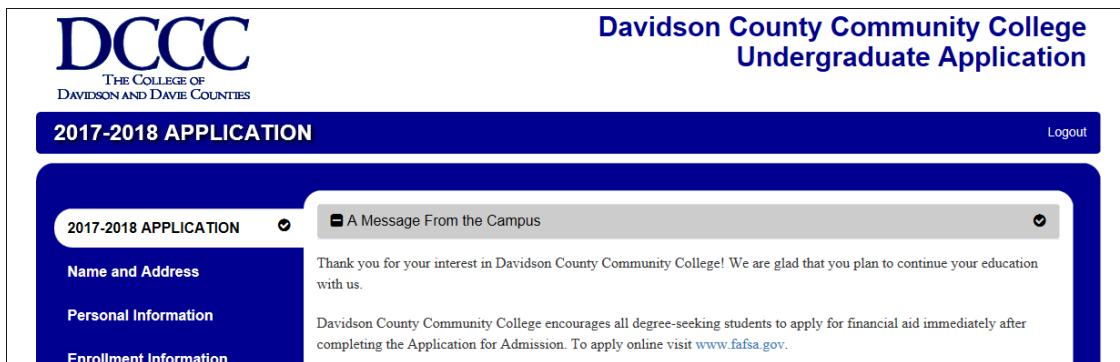 DCCC
THE COLLEGE OF
DAVIDSON AND DAVIE COUNTIES
Davidson County Community College
Undergraduate Application
2017-2018 APPLICATION
Logout
2017-2018 APPLICATION
Name and Address
Personal Information
Enrollment Information
A Message From the Campus
Thank you for your interest in Davidson County Community College! We are glad that you plan to continue your education
with us.
Davidson County Community College encourages all degree-seeking students to apply for financial aid immediately after
completing the Application for Admission. To apply online visit www.fafsa.gov.